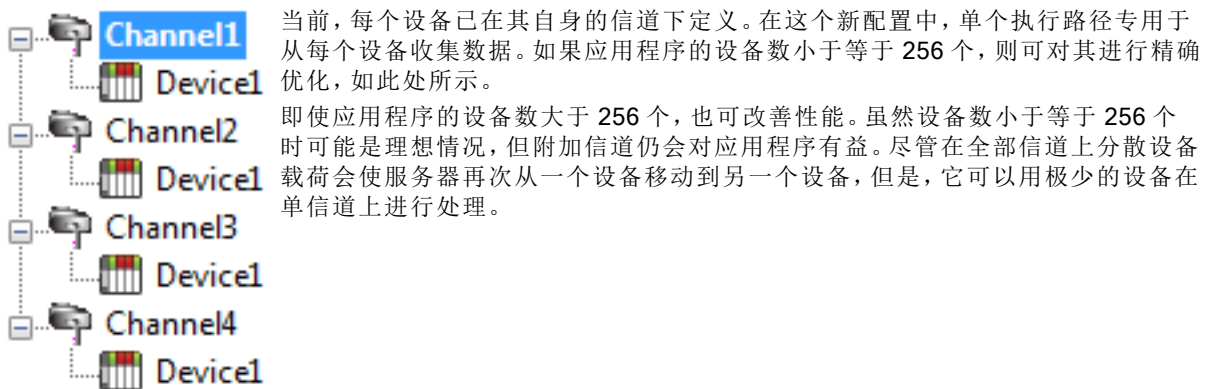 Channel1
Device1
Channel2
Device1
Channel3
Device1
Channel4
Device1
当前，每个设备已在其自身的信道下定义。在这个新配置中，单个执行路径专用于
从每个设备收集数据。如果应用程序的设备数小于等于 256 个，则可对其进行精确
优化，如此处所示。
即使应用程序的设备数大于 256 个，也可改善性能。虽然设备数小于等于 256 个
时可能是理想情况，但附加信道仍会对应用程序有益。尽管在全部信道上分散设备
载荷会使服务器再次从一个设备移动到另一个设备，但是，它可以用极少的设备在
单信道上进行处理。